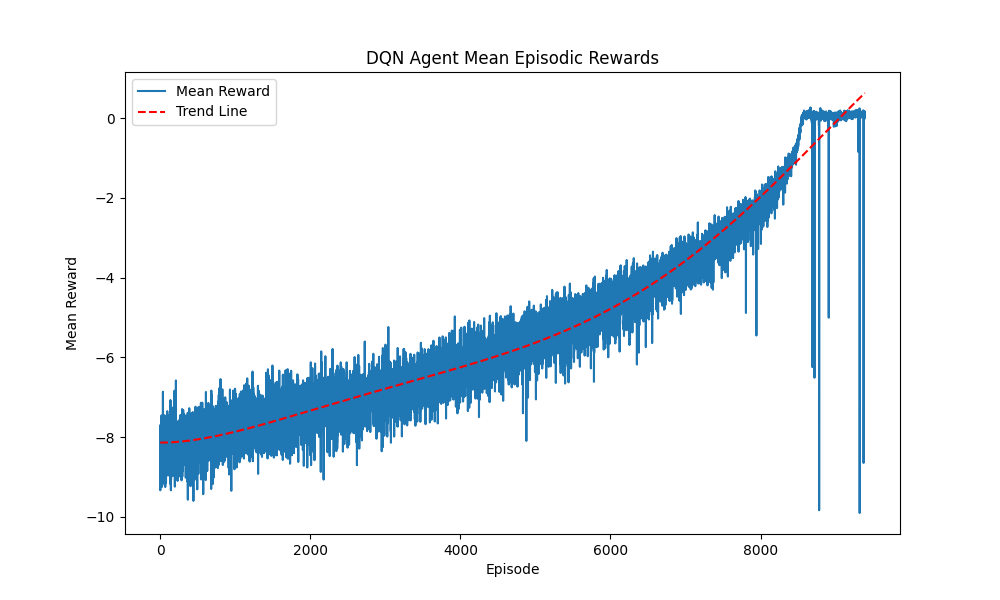 DQN Agent Mean Episodic Rewards
Mean Reward
Trend Line
0
−2
−4
−6
−8
−10
Mean Reward
0 2000 4000 6000 8000
Episode